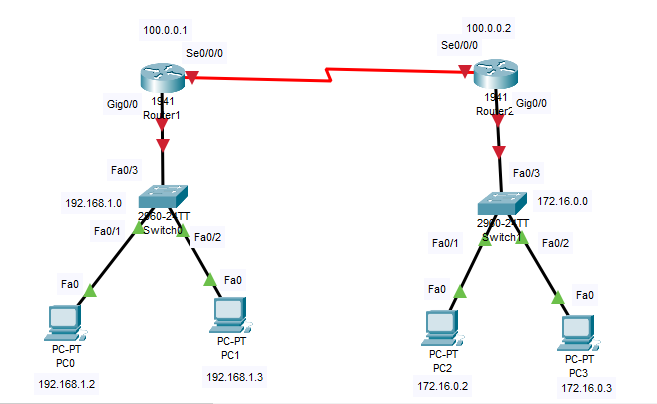 100.0.0.1
100.0.0.2
Se0/0/0
Se0/0/0
1941
Router1
1941
Router2
Gig0/0
Gig0/0
Fa0/3
Fa0/3
192.168.1.0
172.16.0.0
2960-24TT
Switch0
2960-24TT
Switch1
Fa0/1
Fa0/2
Fa0/1
Fa0/2
Fa0
Fa0
Fa0
Fa0
PC-PT
PC0
PC-PT
PC1
PC-PT
PC2
PC-PT
PC3
192.168.1.2
192.168.1.3
172.16.0.2
172.16.0.3